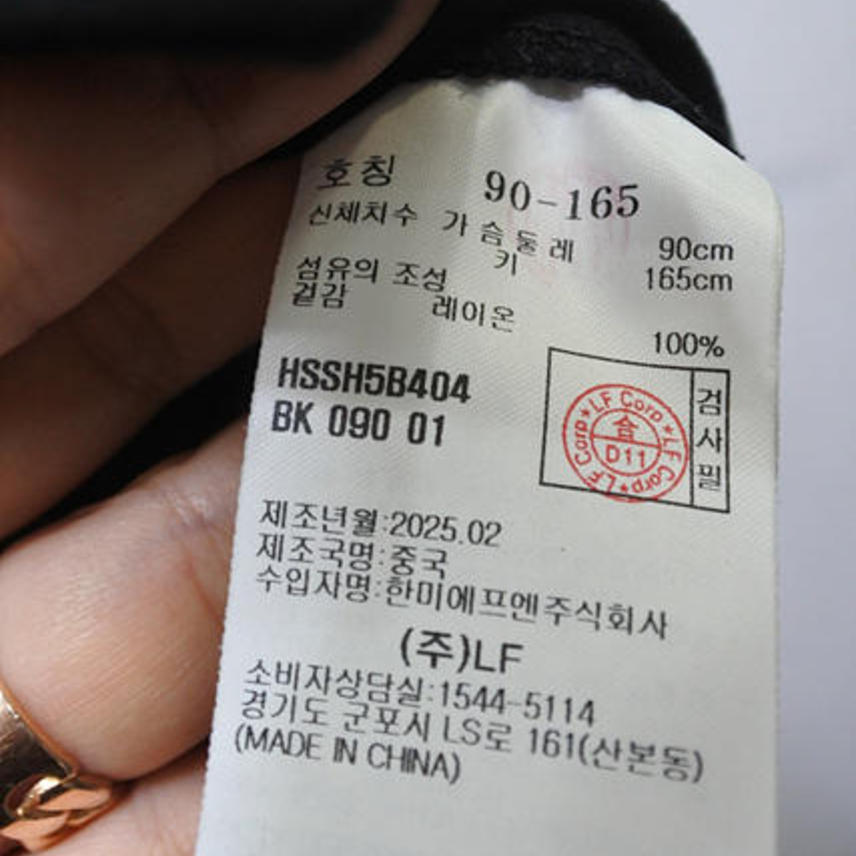 호칭 90-165
신체치수 가슴둘레 90cm
키 165cm
섬유의 조성
겉감 레이온 100%
HSSH5B404
BK 090 01
LF Corp★LF Corp★LF Corp★
合
D11
검사필
제조년월:2025.02
제조국명:중국
수입자명:한미에프엔주식회사
(주)LF
소비자상담실:1544-5114
경기도 군포시 LS로 161(산본동)
(MADE IN CHINA)